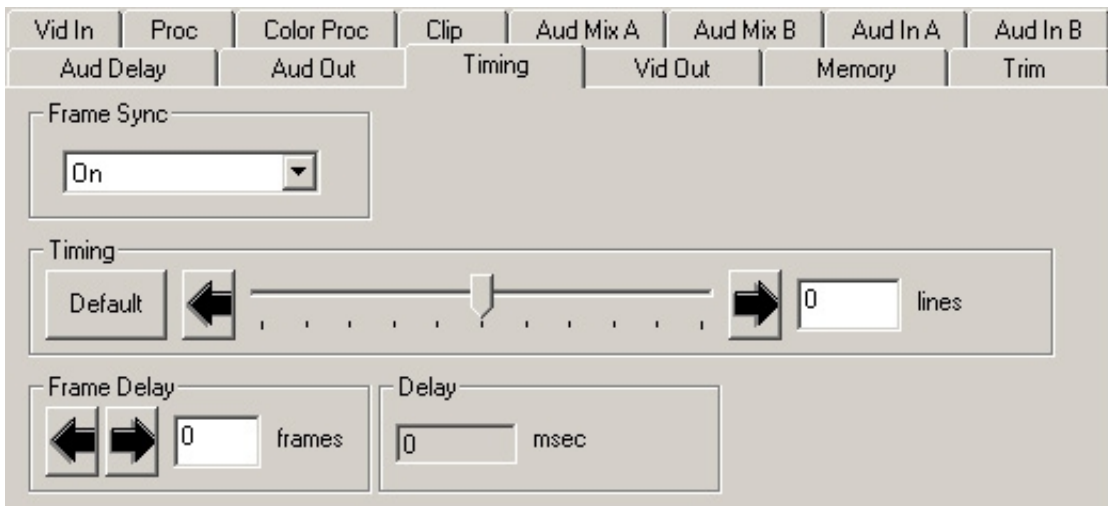 Vid In Proc Color Proc Clip Aud Mix A Aud Mix B Aud In A Aud In B
Aud Delay Aud Out Timing Vid Out Memory Trim
Frame Sync
On
Timing
Default 0 lines
Frame Delay Delay
0 frames 0 msec